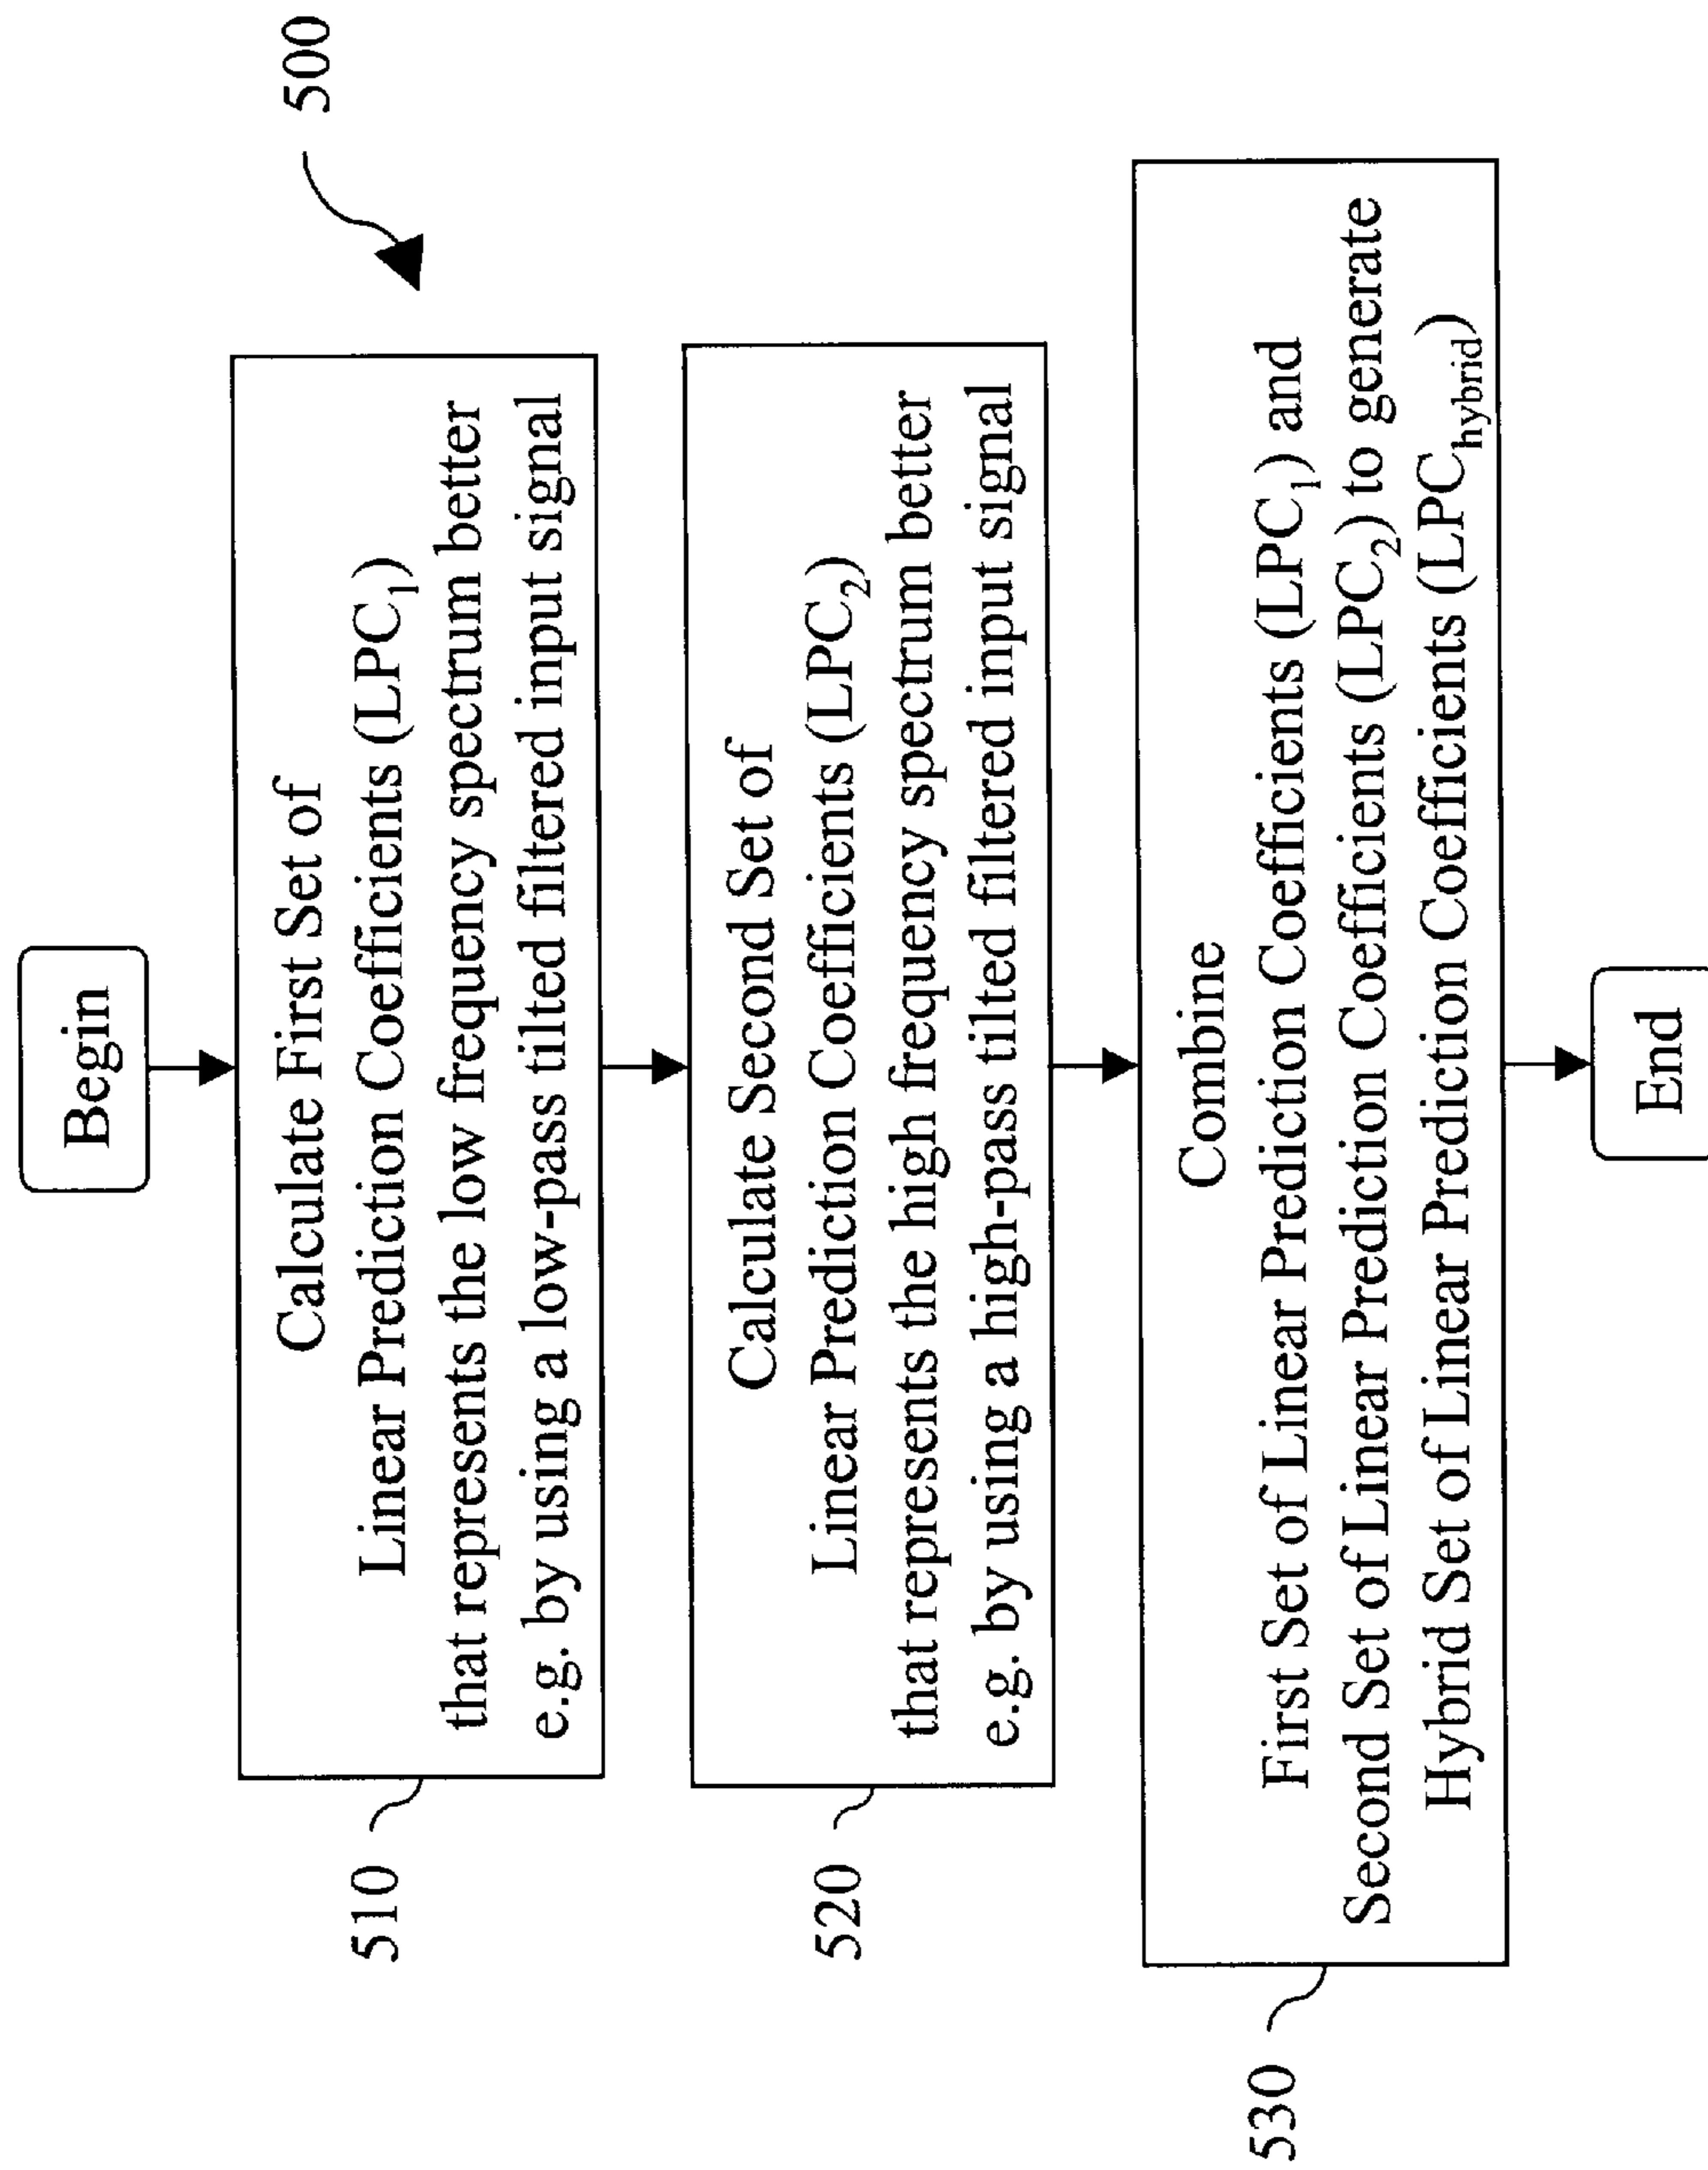 500
Begin
510
Calculate First Set of
Linear Prediction Coefficients (LPC₁)
that represents the low frequency spectrum better
e.g. by using a low-pass tilted filtered input signal
520
Calculate Second Set of
Linear Prediction Coefficients (LPC₂)
that represents the high frequency spectrum better
e.g. by using a high-pass tilted filtered input signal
530
Combine
First Set of Linear Prediction Coefficients (LPC₁) and
Second Set of Linear Prediction Coefficients (LPC₂) to generate
Hybrid Set of Linear Prediction Coefficients (LPChybrid)
End